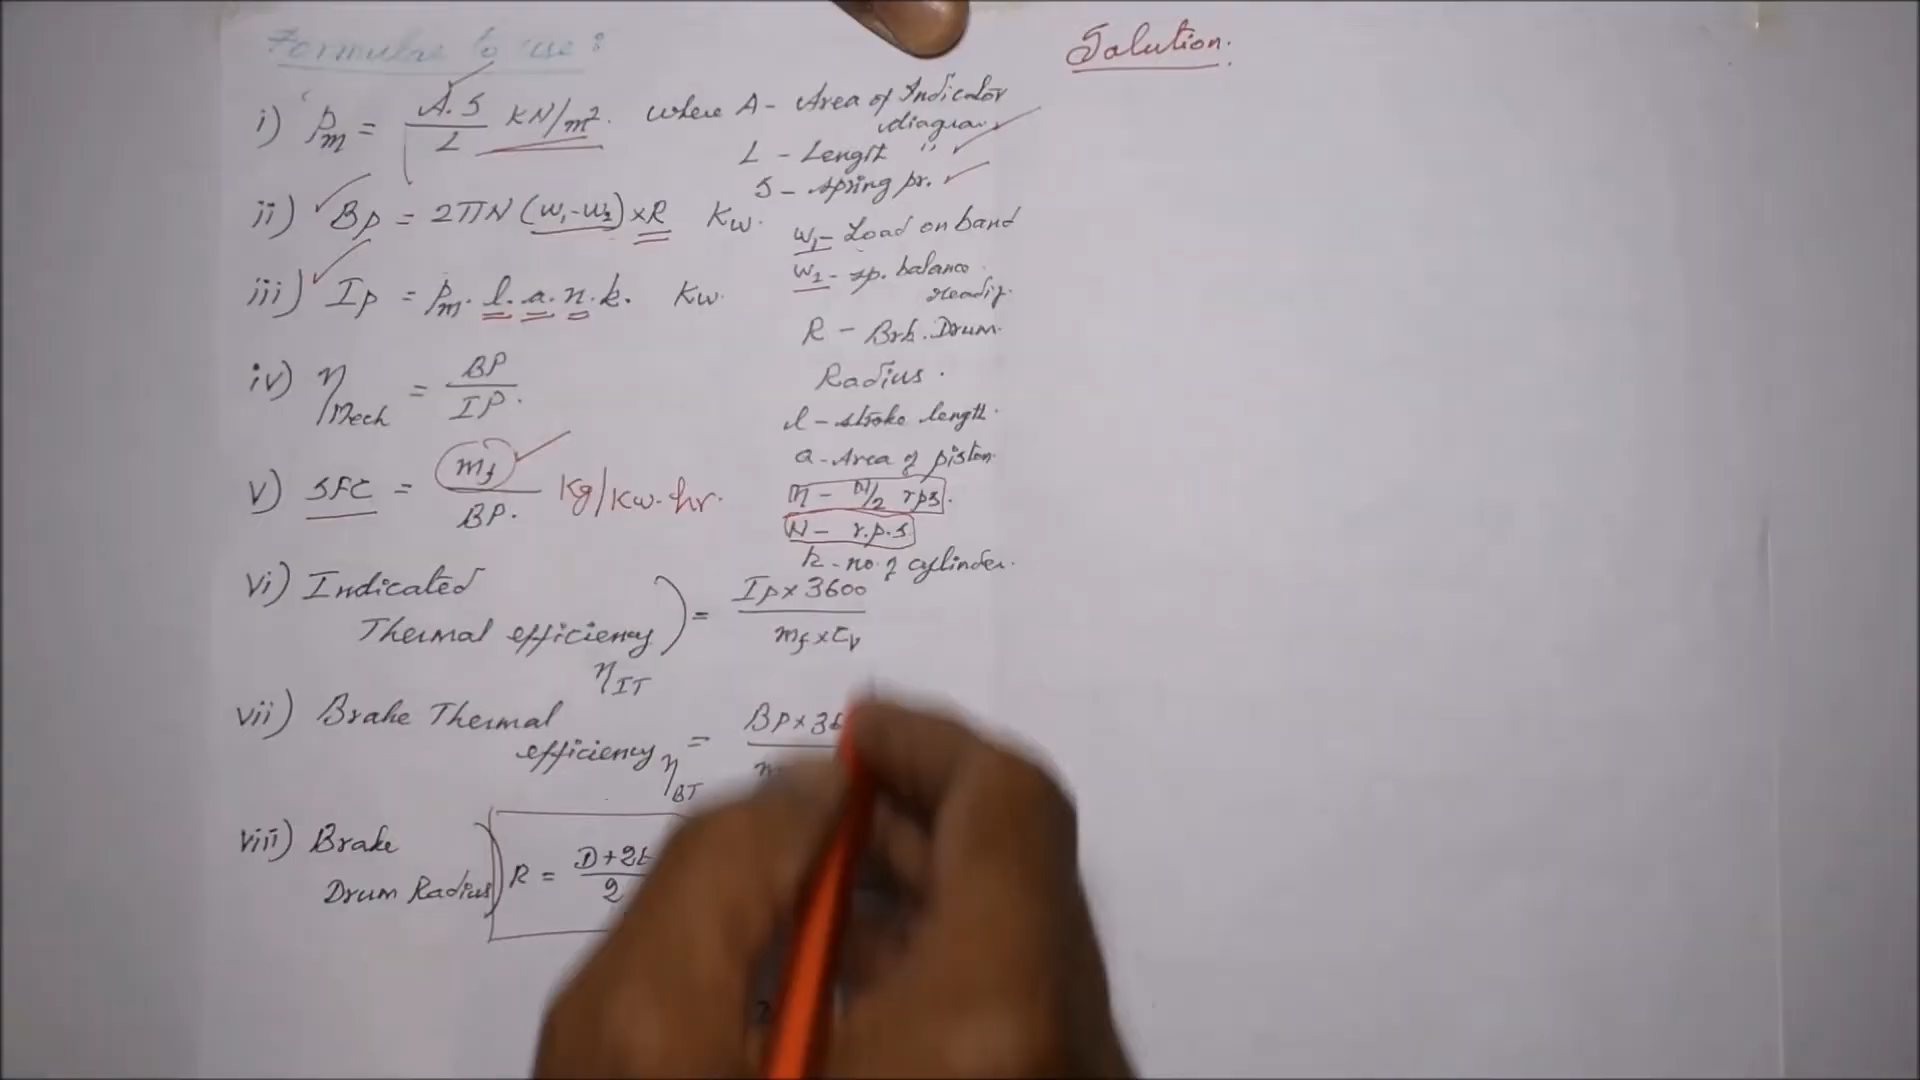 Formulae to use :
Solution.
i) Pm = A.S / L KN/m². where A - Area of Indicator diagram
L - Length "
S - spring pr.
ii) Bp = 2πN (W₁-W₂) × R Kw.
W₁ - Load on band
W₂ - sp. balance
iii) Ip = Pm. l. a. n. k. Kw.
R - Brk. Drum.
Radius.
iv) η Mech = BP / IP.
l - stroke length.
a - Area of piston.
v) SFC = mf / BP. Kg/Kw-hr.
n - N/2 rps.
N - r.p.s
k - no. of cylinder.
vi) Indicated
Thermal efficiency) = Ip × 3600 / mf × Cv
ηIT
vii) Brake Thermal
efficiency ηBT = BP × 36
viii) Brake
Drum Radius) R = D+2t / 2